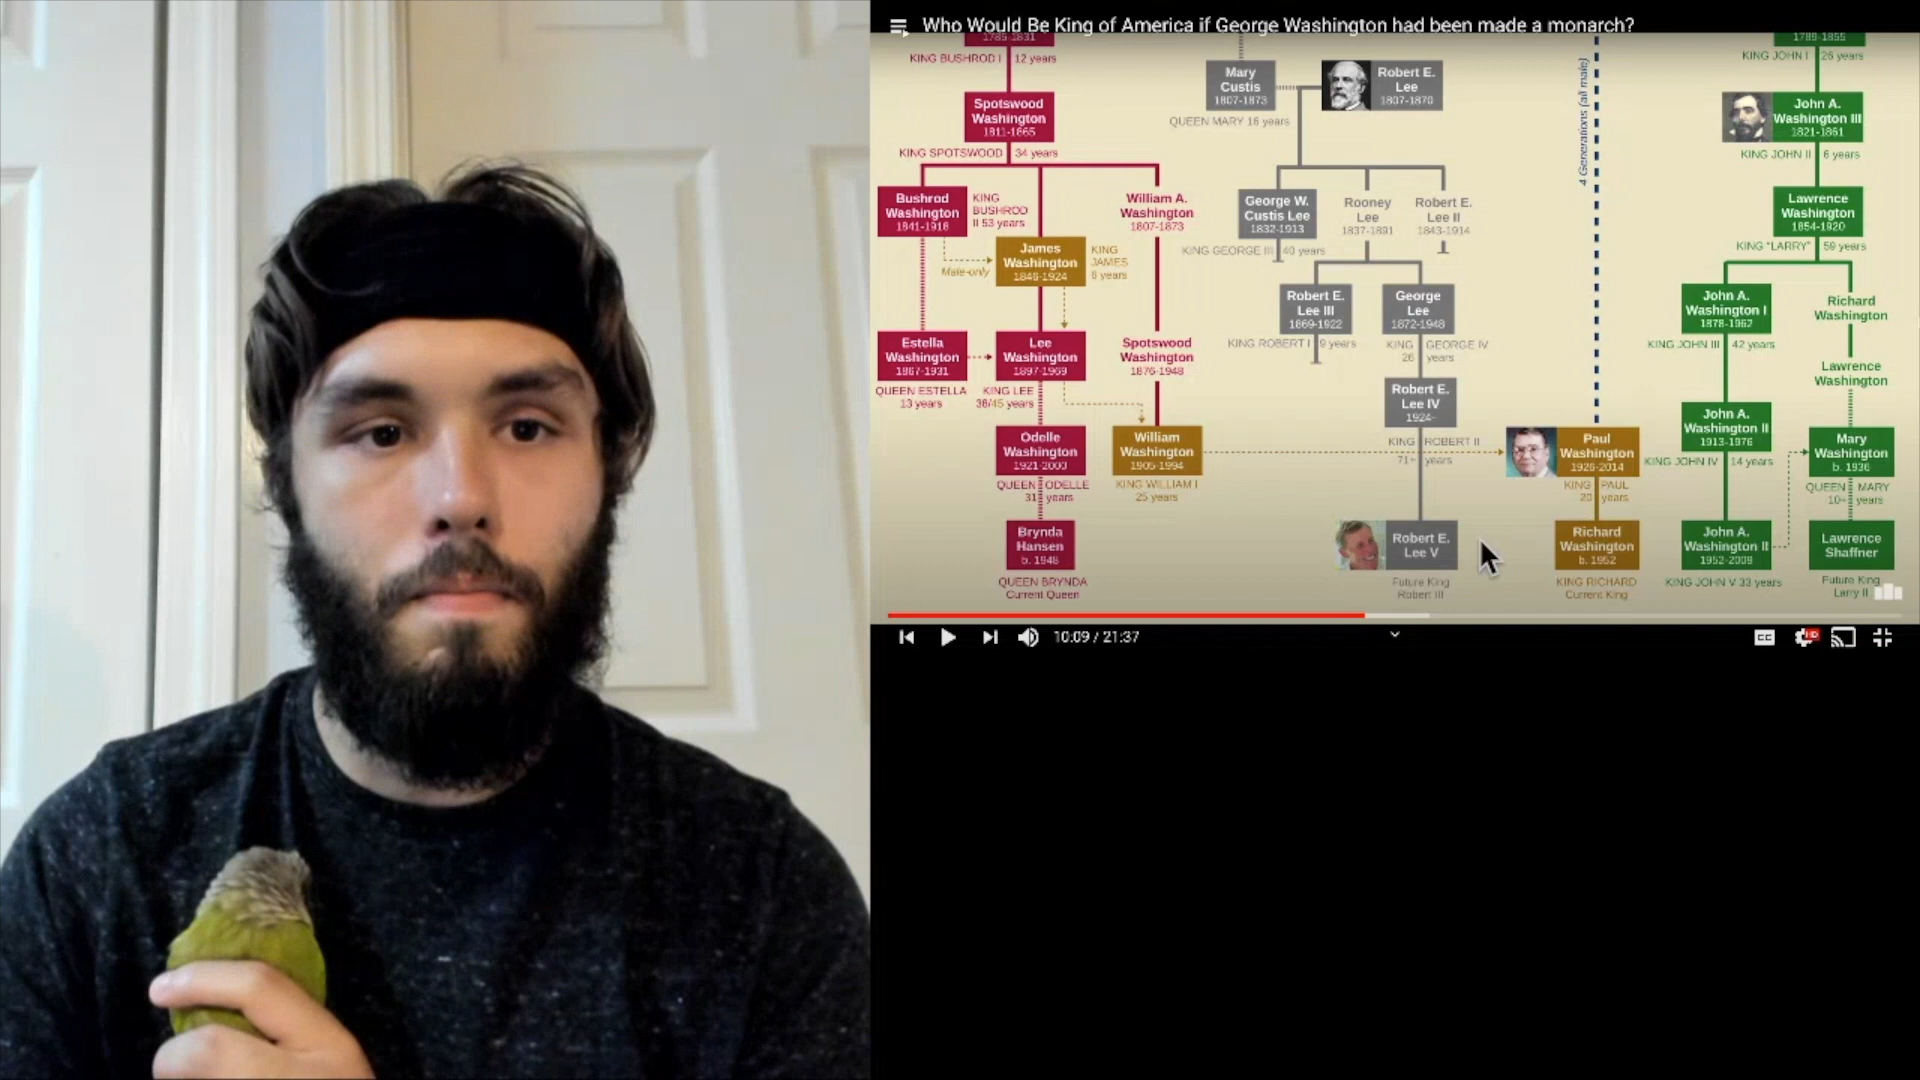 Who Would Be King of America if George Washington had been made a monarch?
1785-1831
KING BUSHROD I 12 years
Spotswood
Washington
1811-1865
KING SPOTSWOOD 34 years
Bushrod
Washington
1841-1918
KING
BUSHROD
II 53 years
William A.
Washington
1807-1873
James
Washington
1846-1924
KING
JAMES
6 years
Male-only
Estella
Washington
1867-1931
QUEEN ESTELLA
13 years
Lee
Washington
1897-1969
KING LEE
38/45 years
Spotswood
Washington
1876-1948
Odelle
Washington
1921-2000
QUEEN ODELLE
31 years
William
Washington
1905-1994
KING WILLIAM I
25 years
Brynda
Hansen
b. 1948
QUEEN BRYNDA
Current Queen
Mary
Custis
1807-1873
QUEEN MARY 16 years
Robert E.
Lee
1807-1870
George W.
Custis Lee
1832-1913
KING GEORGE III 40 years
Rooney
Lee
1837-1891
Robert E.
Lee II
1843-1914
Robert E.
Lee III
1869-1922
KING ROBERT I 9 years
George
Lee
1872-1948
KING GEORGE IV
26 years
Robert E.
Lee IV
1924-
KING ROBERT II
71+ years
Robert E.
Lee V
Future King
Robert III
4 Generations (all male)
Paul
Washington
1926-2014
KING PAUL
20 years
Richard
Washington
b. 1952
KING RICHARD
Current King
1789-1855
KING JOHN I 26 years
John A.
Washington III
1821-1861
KING JOHN II 6 years
Lawrence
Washington
1854-1920
KING "LARRY" 59 years
John A.
Washington I
1878-1962
KING JOHN III 42 years
Richard
Washington
Lawrence
Washington
John A.
Washington II
1913-1976
KING JOHN IV 14 years
Mary
Washington
b. 1936
QUEEN MARY
10+ years
John A.
Washington II
1952-2009
KING JOHN V 33 years
Lawrence
Shaffner
Future King
Larry II
10:09 / 21:37
CC
HD